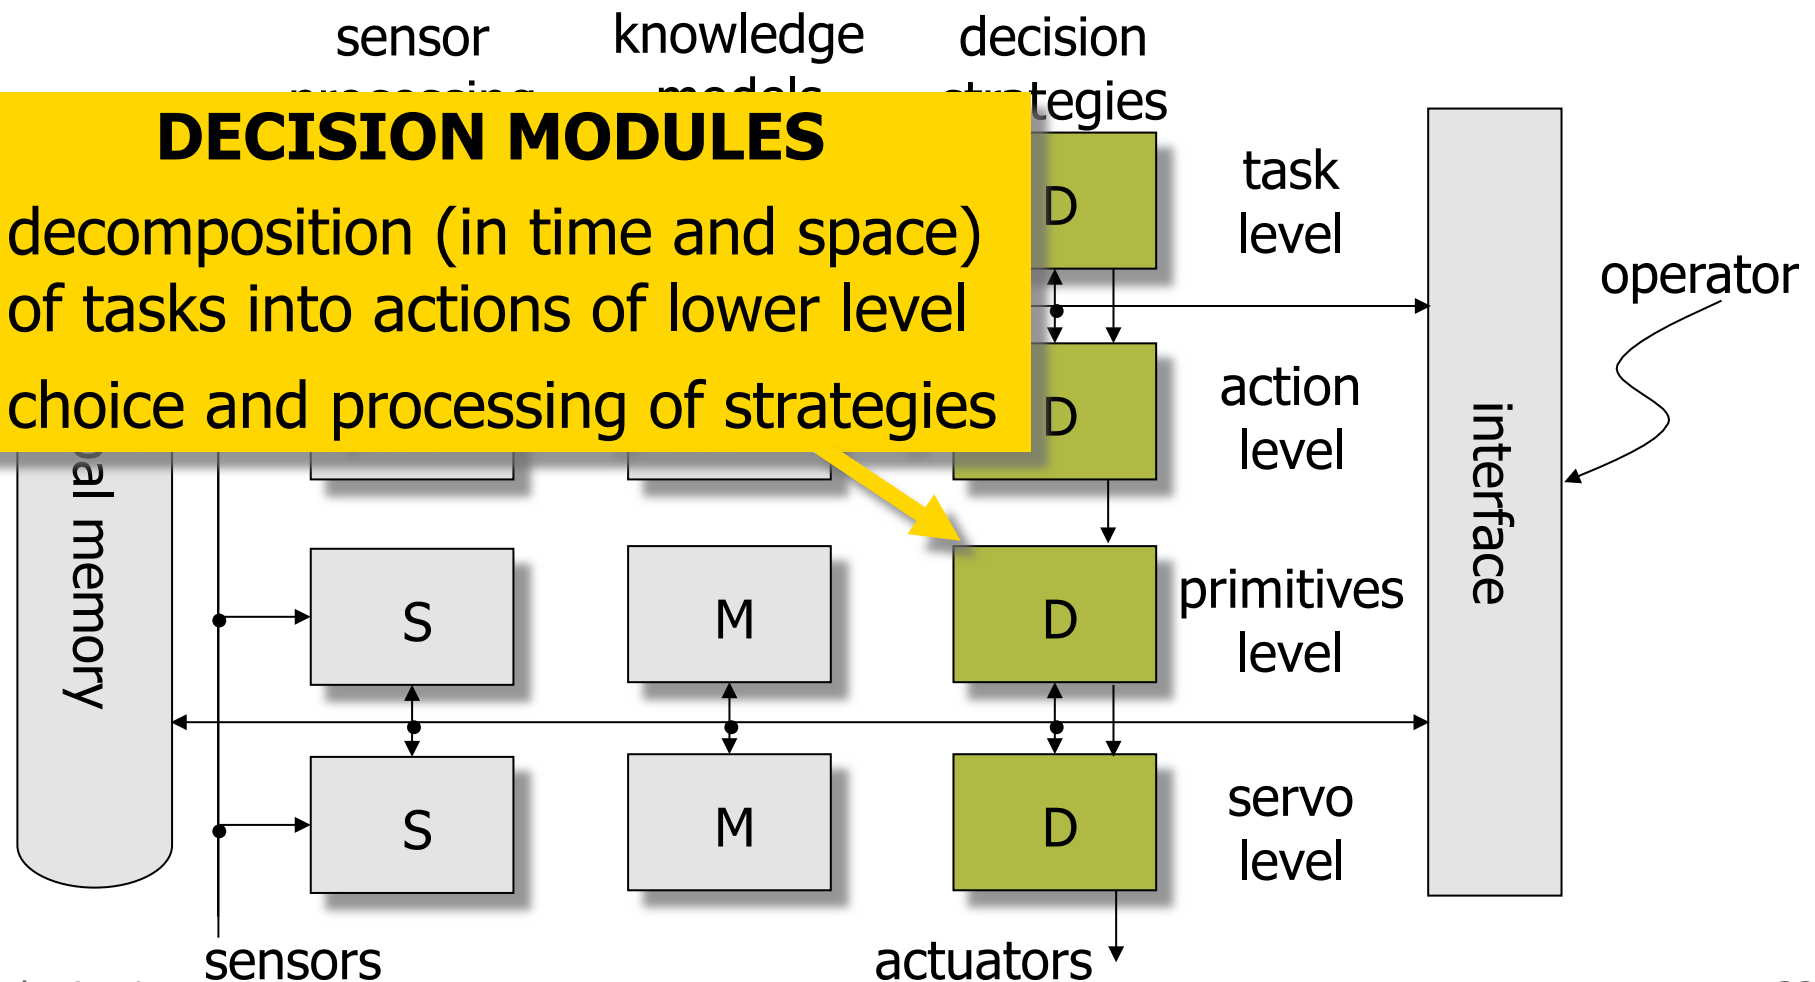 sensor
knowledge
decision
strategies
DECISION MODULES
decomposition (in time and space)
of tasks into actions of lower level
choice and processing of strategies
D
task
level
operator
D
action
level
interface
memory
S
M
D
primitives
level
S
M
D
servo
level
sensors
actuators